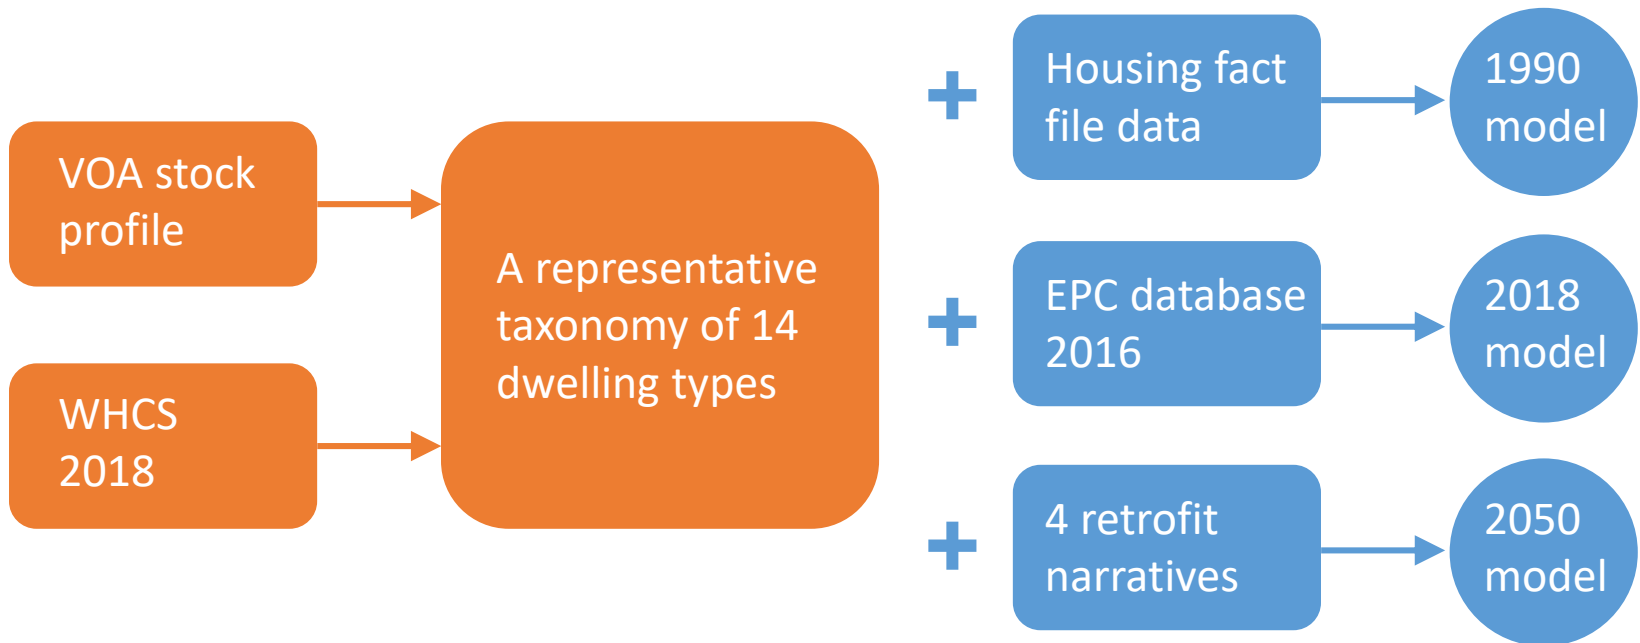 VOA stock
profile
WHCS
2018
A representative
taxonomy of 14
dwelling types
+
Housing fact
file data
1990
model
+
EPC database
2016
2018
model
+
4 retrofit
narratives
2050
model